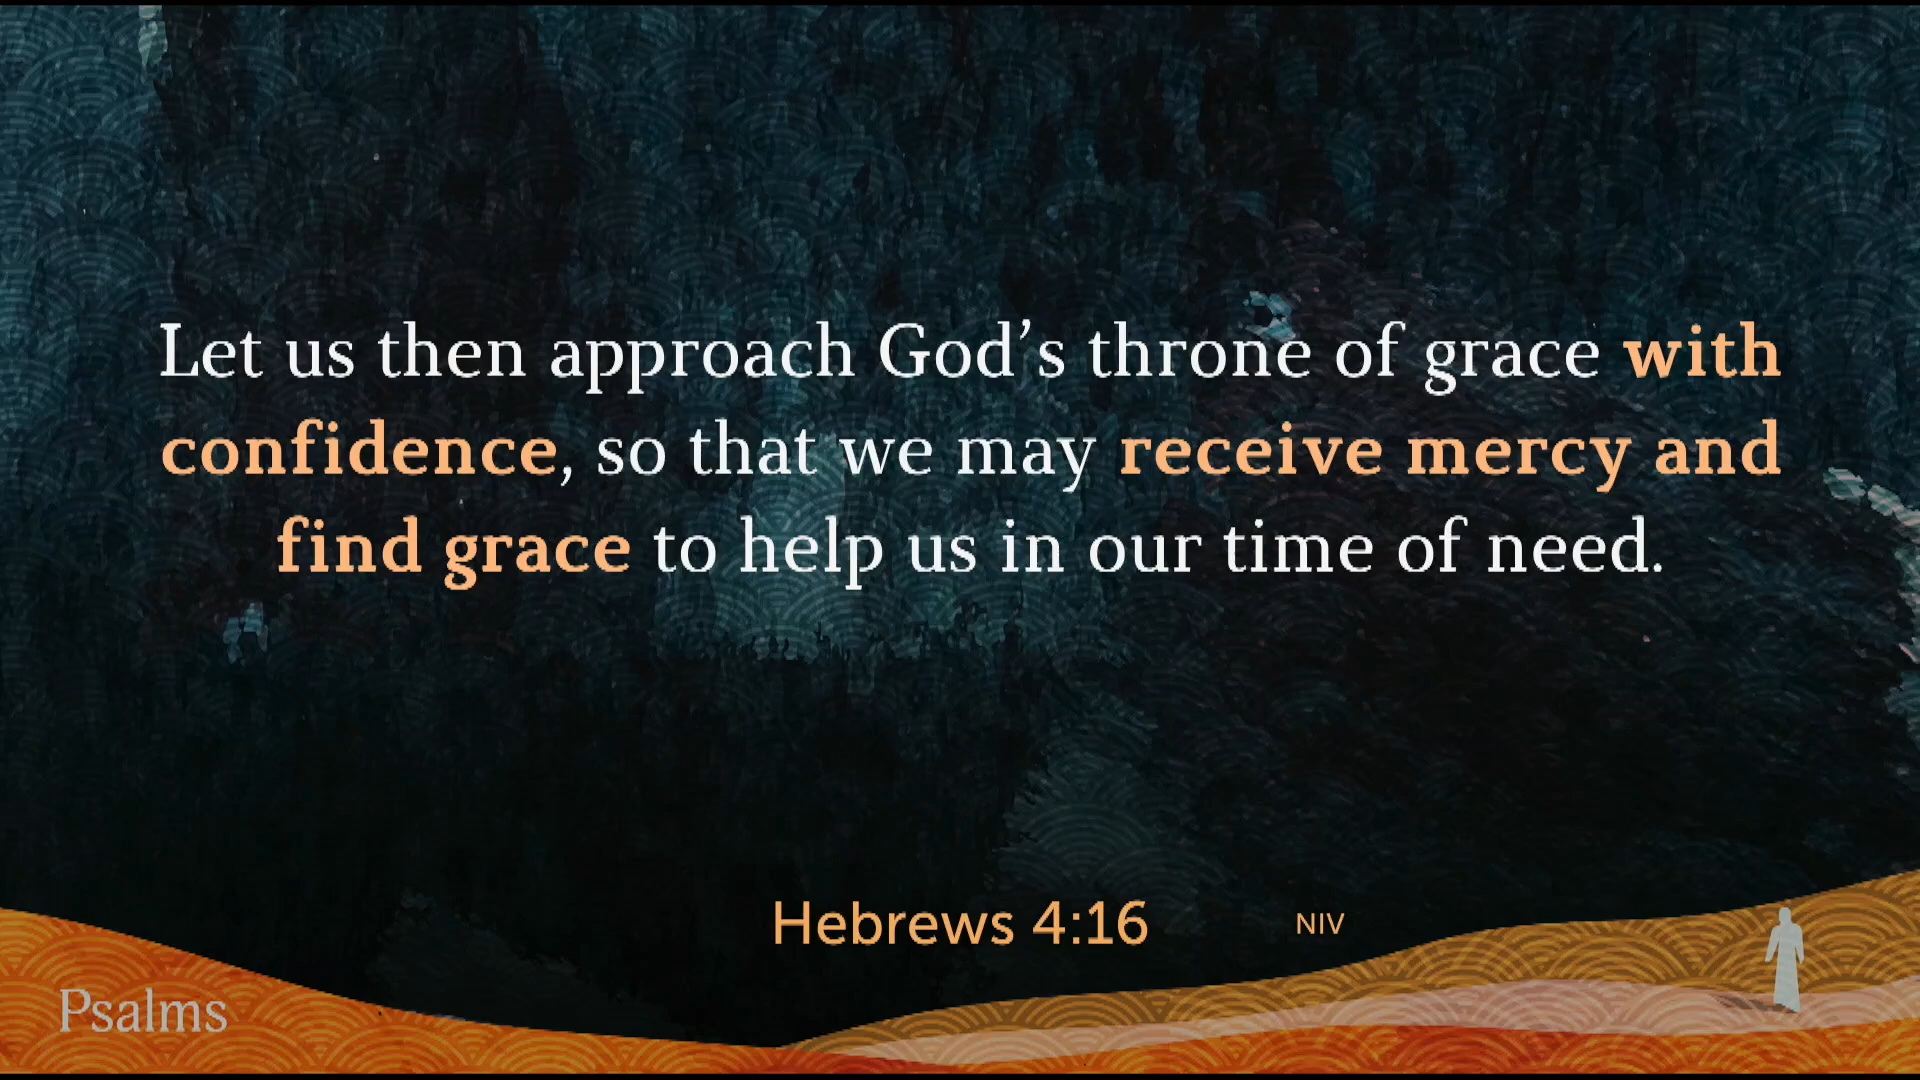 Let us then approach God’s throne of grace with
confidence, so that we may receive mercy and
find grace to help us in our time of need.
Hebrews 4:16 NIV
Psalms